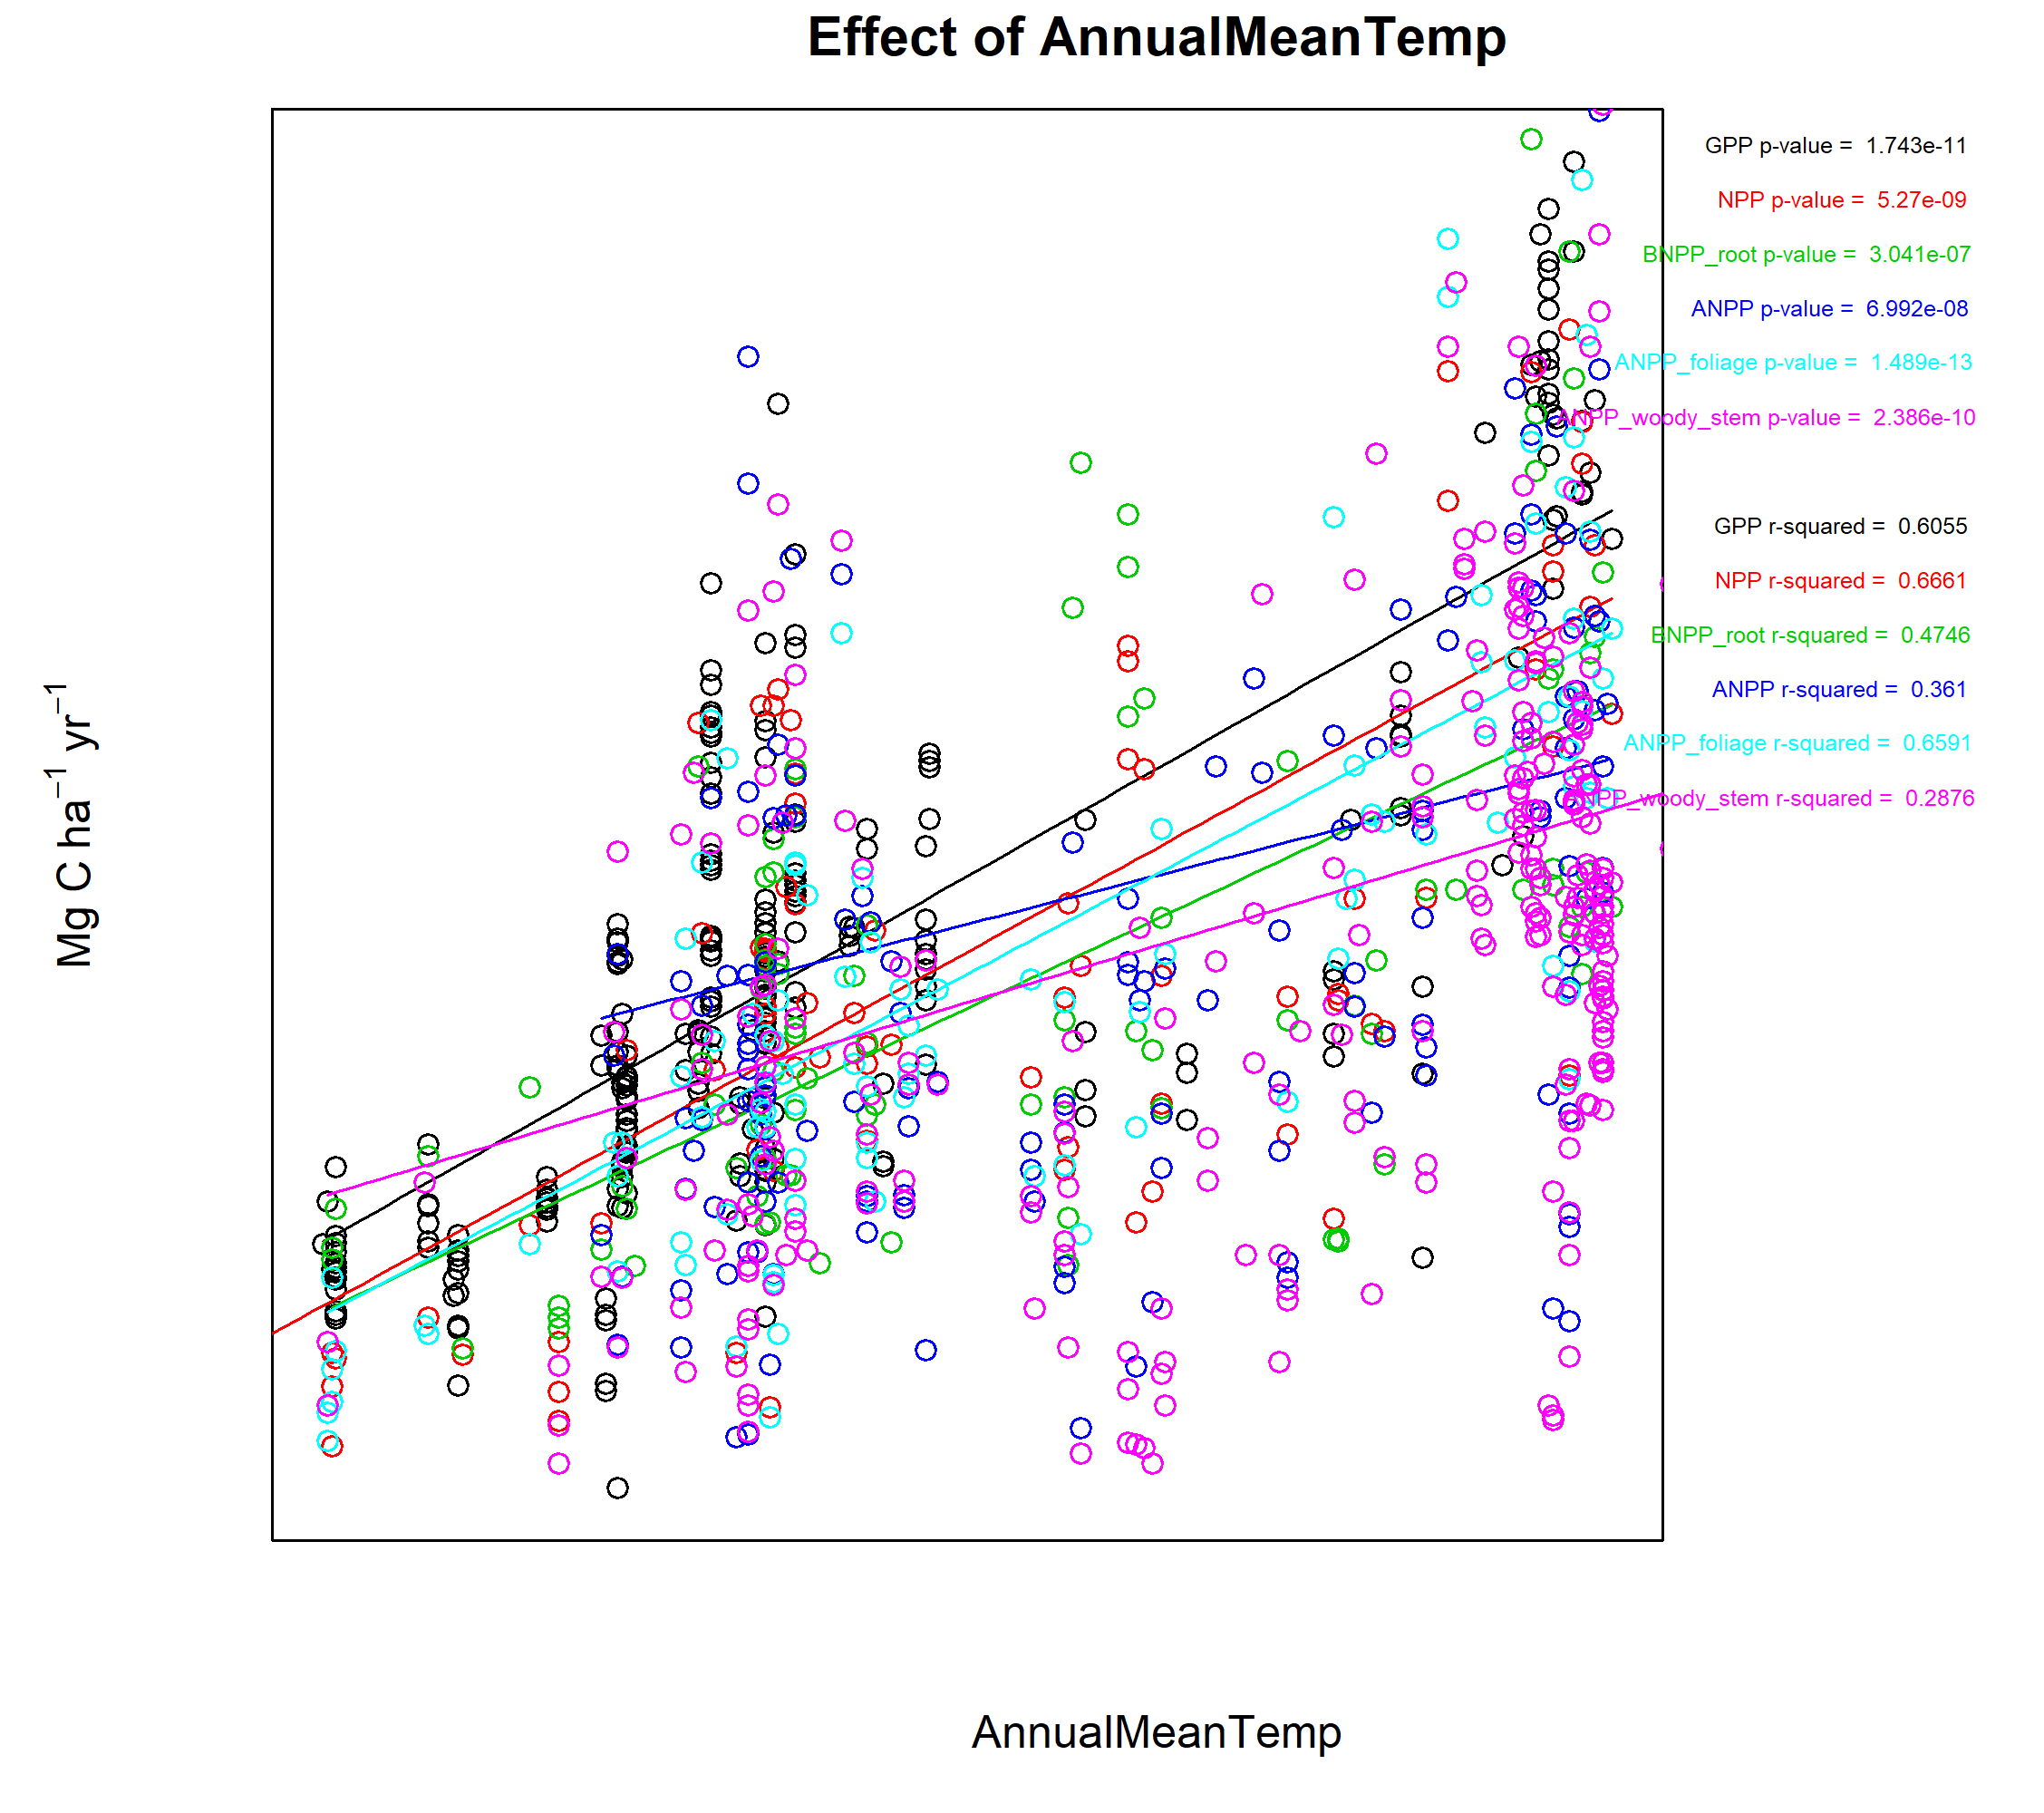 Effect of AnnualMeanTemp
GPP p-value = 1.743e-11
NPP p-value = 5.27e-09
BNPP_root p-value = 3.041e-07
ANPP p-value = 6.992e-08
ANPP_foliage p-value = 1.489e-13
ANPP_woody_stem p-value = 2.386e-10
GPP r-squared = 0.6055
NPP r-squared = 0.6661
BNPP_root r-squared = 0.4746
ANPP r-squared = 0.361
ANPP_foliage r-squared = 0.6591
ANPP_woody_stem r-squared = 0.2876
Mg C ha⁻¹ yr⁻¹
AnnualMeanTemp